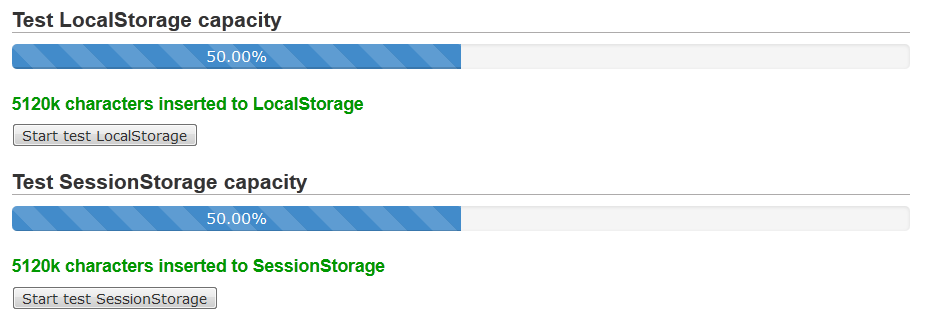 Test LocalStorage capacity
50.00%
5120k characters inserted to LocalStorage
Start test LocalStorage
Test SessionStorage capacity
50.00%
5120k characters inserted to SessionStorage
Start test SessionStorage